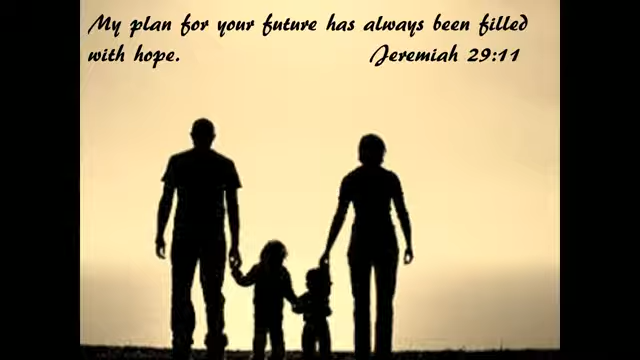 My plan for your future has always been filled
with hope. Jeremiah 29:11